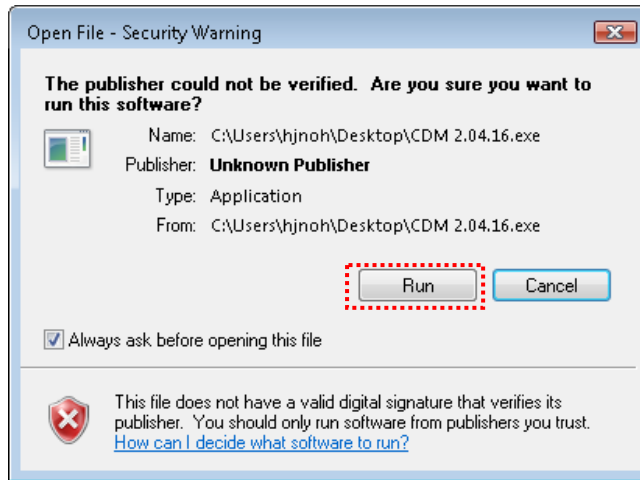 Open File - Security Warning
The publisher could not be verified. Are you sure you want to
run this software?
Name: C:\Users\hjnoh\Desktop\CDM 2.04.16.exe
Publisher: Unknown Publisher
Type: Application
From: C:\Users\hjnoh\Desktop\CDM 2.04.16.exe
Run Cancel
Always ask before opening this file
This file does not have a valid digital signature that verifies its
publisher. You should only run software from publishers you trust.
How can I decide what software to run?